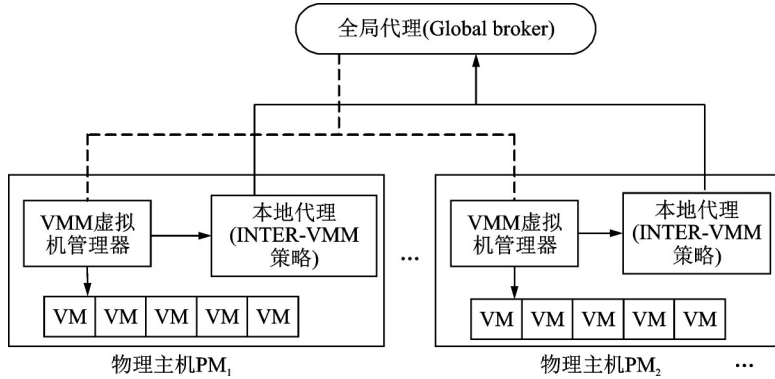 全局代理(Global broker)
VMM虚拟
机管理器
本地代理
(INTER-VMM
策略)
VM VM VM VM VM
物理主机PM₁
...
VMM虚拟
机管理器
本地代理
(INTER-VMM
策略)
VM VM VM VM VM
物理主机PM₂
...